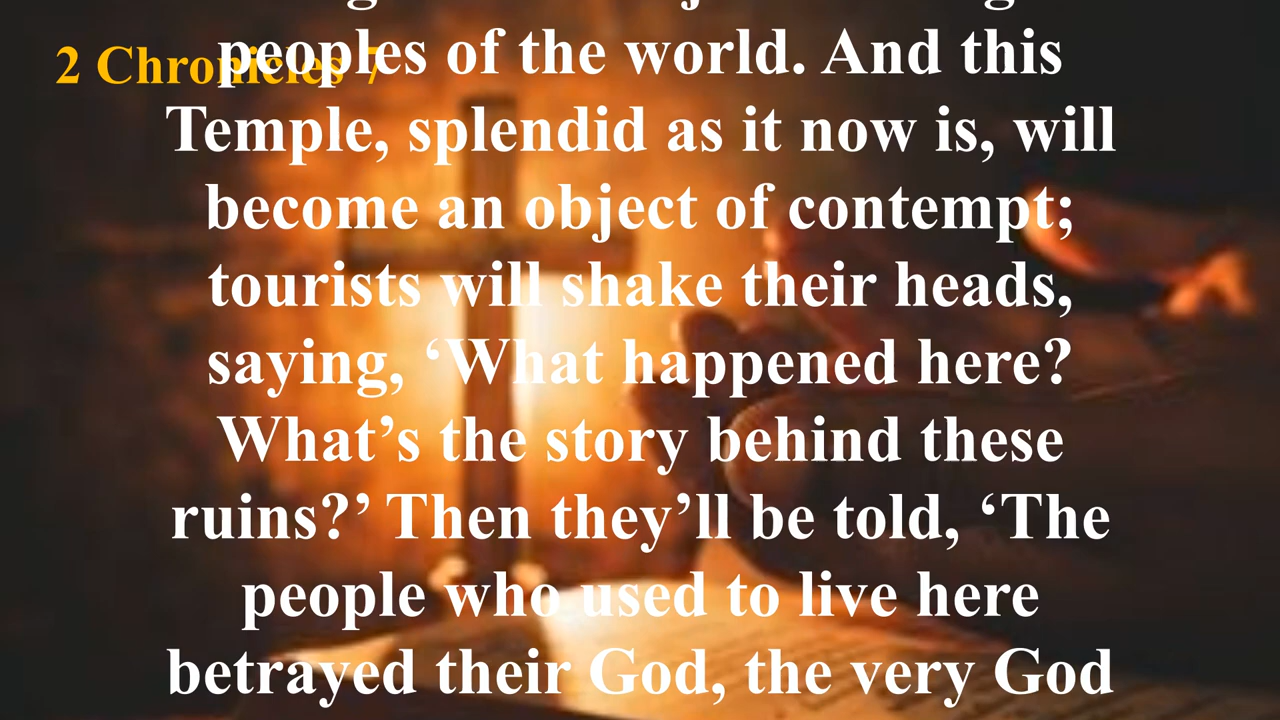 2 Chronicles 7
peoples of the world. And this
Temple, splendid as it now is, will
become an object of contempt;
tourists will shake their heads,
saying, ‘What happened here?
What’s the story behind these
ruins?’ Then they’ll be told, ‘The
people who used to live here
betrayed their God, the very God